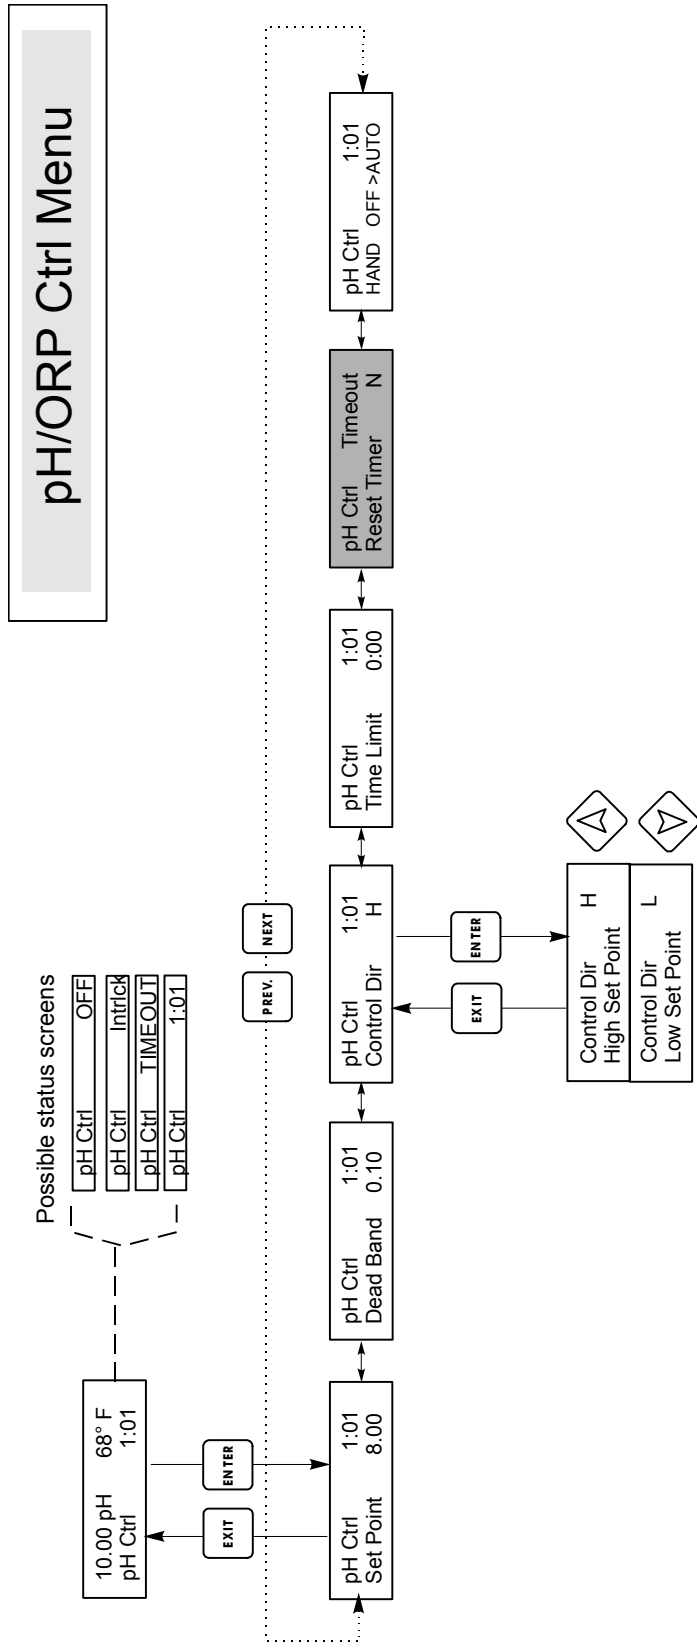 pH/ORP Ctrl Menu
Possible status screens
10.00 pH 68° F
pH Ctrl 1:01
pH Ctrl OFF
pH Ctrl Intrlck
pH Ctrl TIMEOUT
pH Ctrl 1:01
EXIT
ENTER
PREV.
NEXT
pH Ctrl 1:01
Set Point 8.00
pH Ctrl 1:01
Dead Band 0.10
pH Ctrl 1:01
Control Dir H
pH Ctrl 1:01
Time Limit 0:00
pH Ctrl Timeout
Reset Timer N
pH Ctrl 1:01
HAND OFF >AUTO
EXIT
ENTER
Control Dir
High Set Point H
Control Dir
Low Set Point L